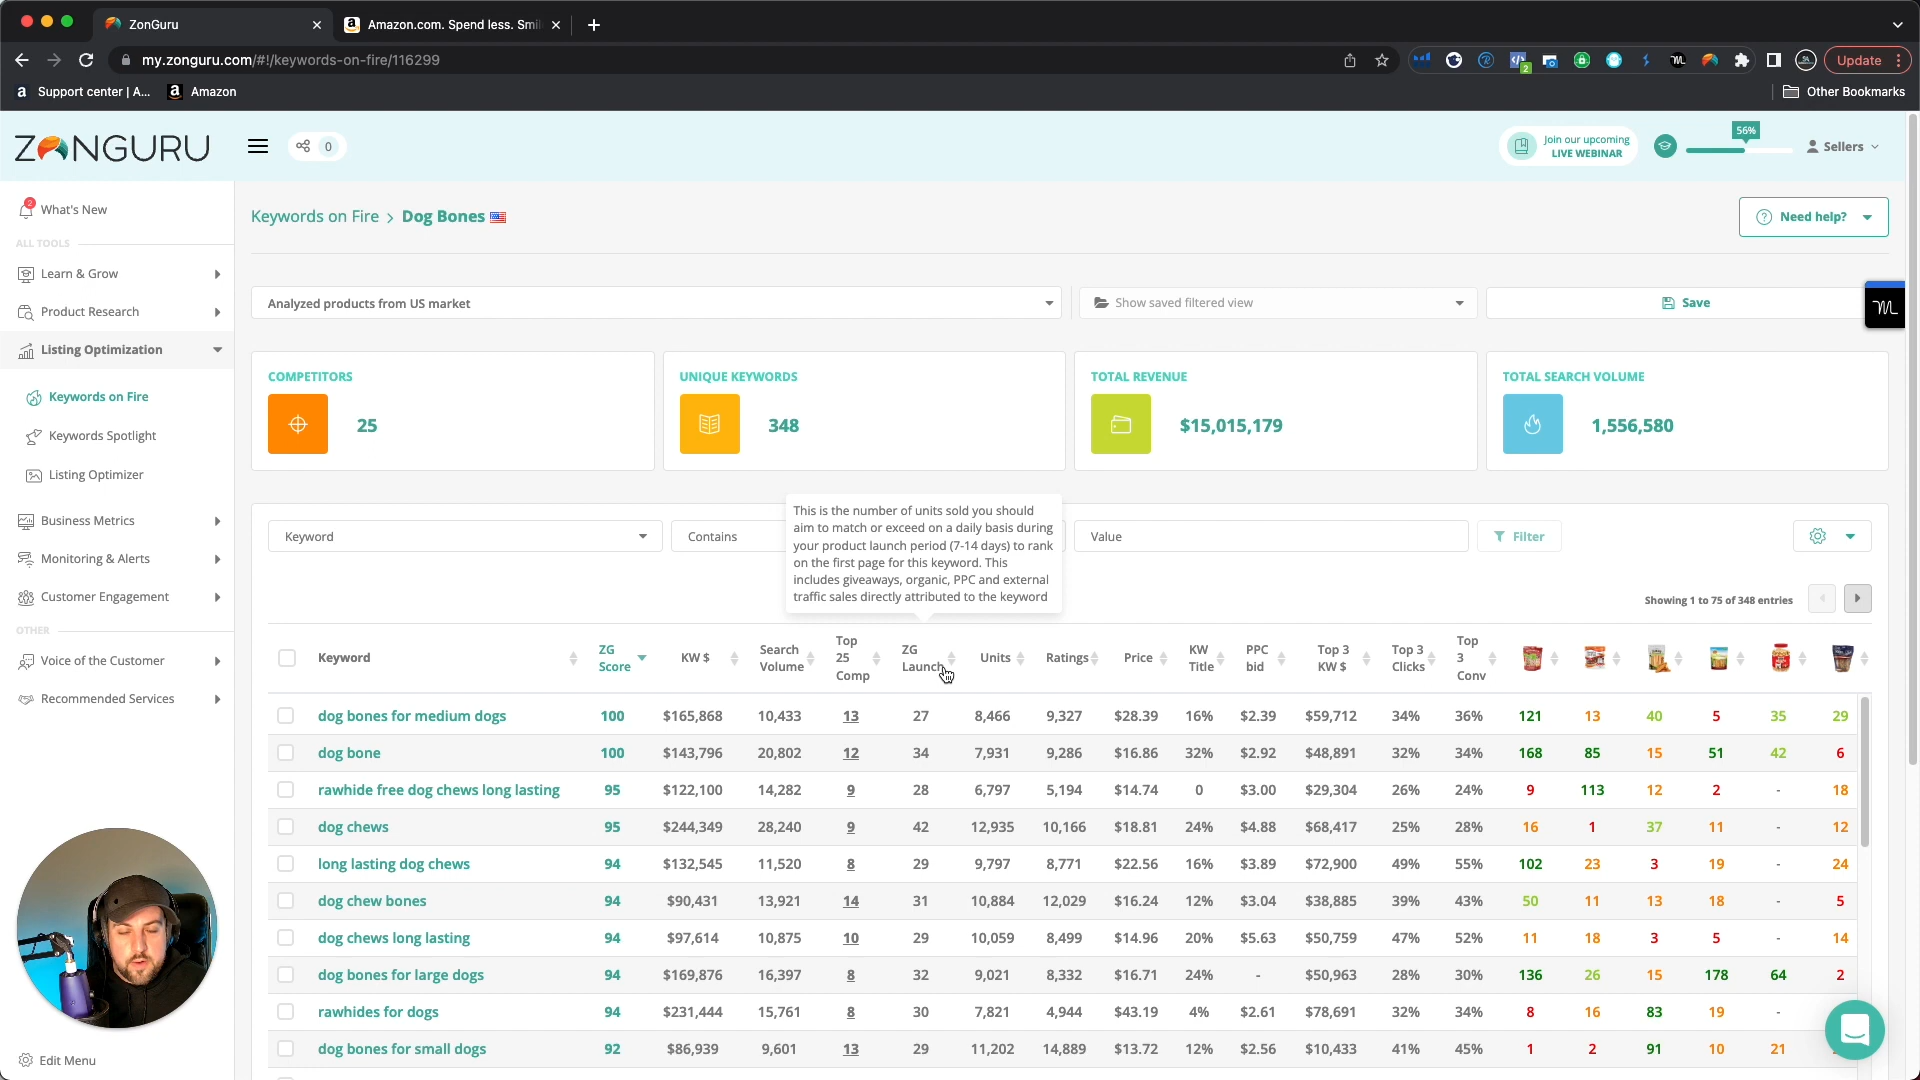 ZonGuru
Amazon.com. Spend less. Smil
my.zonguru.com/#!/keywords-on-fire/116299
2
Update
Support center | A...
Amazon
Other Bookmarks
ZONGURU
0
Join our upcoming
LIVE WEBINAR
56%
Sellers
2
What's New
ALL TOOLS
Learn & Grow
Product Research
Listing Optimization
Keywords on Fire
Keywords Spotlight
Listing Optimizer
Business Metrics
Monitoring & Alerts
Customer Engagement
OTHER
Voice of the Customer
Recommended Services
Edit Menu
Keywords on Fire > Dog Bones
Need help?
Analyzed products from US market
Show saved filtered view
Save
COMPETITORS
25
UNIQUE KEYWORDS
348
TOTAL REVENUE
$15,015,179
TOTAL SEARCH VOLUME
1,556,580
Keyword
Contains
Value
Filter
This is the number of units sold you should
aim to match or exceed on a daily basis during
your product launch period (7-14 days) to rank
on the first page for this keyword. This
includes giveaways, organic, PPC and external
traffic sales directly attributed to the keyword
Showing 1 to 75 of 348 entries
Keyword ZG Score KW $ Search Volume Top 25 Comp ZG Launch Units Ratings Price KW Title PPC bid Top 3 KW $ Top 3 Clicks Top 3 Conv
dog bones for medium dogs 100 $165,868 10,433 13 27 8,466 9,327 $28.39 16% $2.39 $59,712 34% 36% 121 13 40 5 35 29
dog bone 100 $143,796 20,802 12 34 7,931 9,286 $16.86 32% $2.92 $48,891 32% 34% 168 85 15 51 42 6
rawhide free dog chews long lasting 95 $122,100 14,282 9 28 6,797 5,194 $14.74 0 $3.00 $29,304 26% 24% 9 113 12 2 - 18
dog chews 95 $244,349 28,240 9 42 12,935 10,166 $18.81 24% $4.88 $68,417 25% 28% 16 1 37 11 - 12
long lasting dog chews 94 $132,545 11,520 8 29 9,797 8,771 $22.56 16% $3.89 $72,900 49% 55% 102 23 3 19 - 24
dog chew bones 94 $90,431 13,921 14 31 10,884 12,029 $16.24 12% $3.04 $38,885 39% 43% 50 11 13 18 - 5
dog chews long lasting 94 $97,614 10,875 10 29 10,059 8,499 $14.96 20% $5.63 $50,759 47% 52% 11 18 3 5 - 14
dog bones for large dogs 94 $169,876 16,397 8 32 9,021 8,332 $16.71 24% - $50,963 28% 30% 136 26 15 178 64 2
rawhides for dogs 94 $231,444 15,761 8 30 7,821 4,944 $43.19 4% $2.61 $78,691 32% 34% 8 16 83 19 -
dog bones for small dogs 92 $86,939 9,601 13 29 11,202 14,889 $13.72 12% $2.56 $10,433 41% 45% 1 2 91 10 21